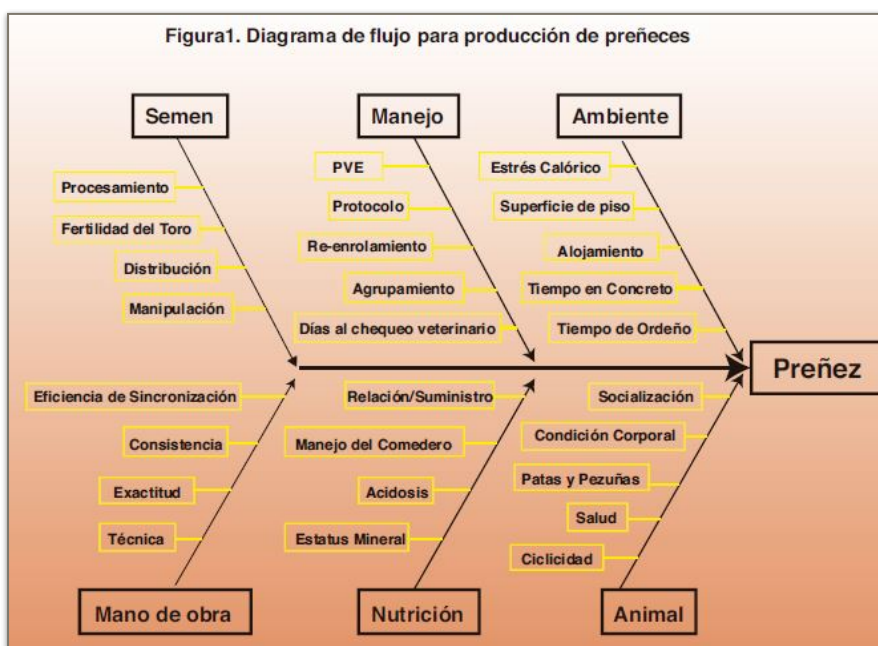 Figura1. Diagrama de flujo para producción de preñeces
Semen
Manejo
Ambiente
Procesamiento
Fertilidad del Toro
Distribución
Manipulación
PVE
Protocolo
Re-enrolamiento
Agrupamiento
Días al chequeo veterinario
Estrés Calórico
Superficie de piso
Alojamiento
Tiempo en Concreto
Tiempo de Ordeño
Preñez
Eficiencia de Sincronización
Consistencia
Exactitud
Técnica
Relación/Suministro
Manejo del Comedero
Acidosis
Estatus Mineral
Socialización
Condición Corporal
Patas y Pezuñas
Salud
Ciclicidad
Mano de obra
Nutrición
Animal